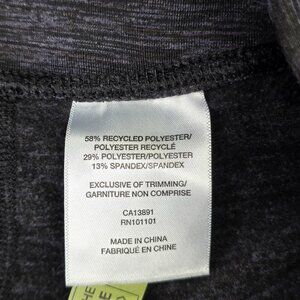 58% RECYCLED POLYESTER/
POLYESTER RECYCLÉ
29% POLYESTER/POLYESTER
13% SPANDEX/SPANDEX
EXCLUSIVE OF TRIMMING/
GARNITURE NON COMPRISE
CA13891
RN101101
MADE IN CHINA
FABRIQUÉ EN CHINE